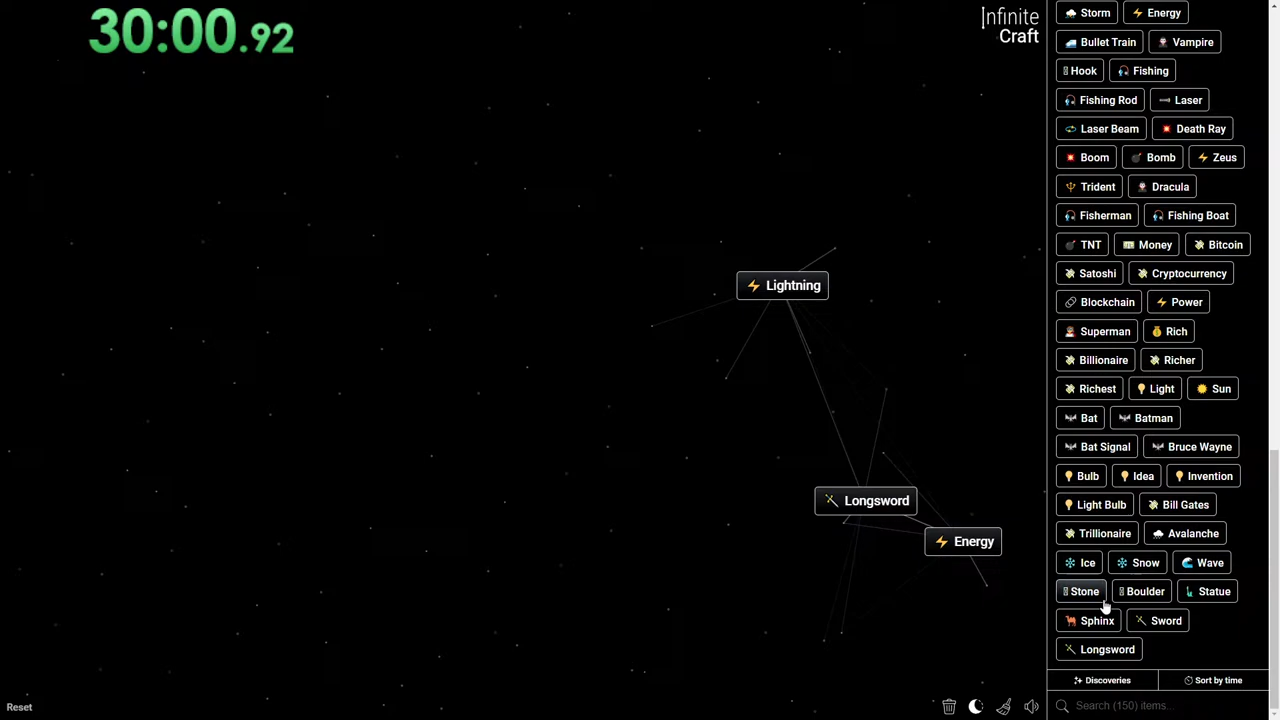 30:00.92
Infinite
Craft
Storm Energy
Bullet Train Vampire
Hook Fishing
Fishing Rod Laser
Laser Beam Death Ray
Boom Bomb Zeus
Trident Dracula
Fisherman Fishing Boat
TNT Money Bitcoin
Satoshi Cryptocurrency
Blockchain Power
Superman Rich
Billionaire Richer
Richest Light Sun
Bat Batman
Bat Signal Bruce Wayne
Bulb Idea Invention
Light Bulb Bill Gates
Trillionaire Avalanche
Ice Snow Wave
Stone Boulder Statue
Sphinx Sword
Longsword
Lightning
Longsword
Energy
Discoveries Sort by time
Reset
Search (150) items...